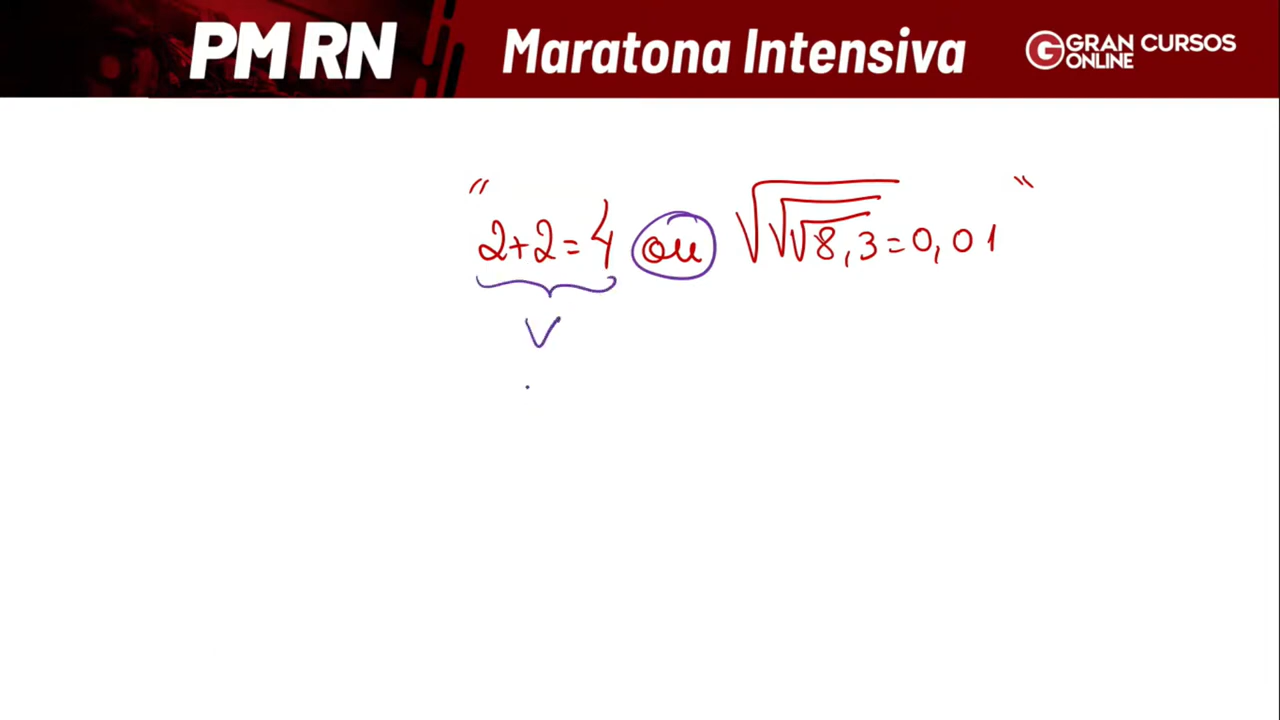 PM RN
Maratona Intensiva
GRAN CURSOS
ONLINE
"2+2=4 ou √√√8,3=0,01"
V